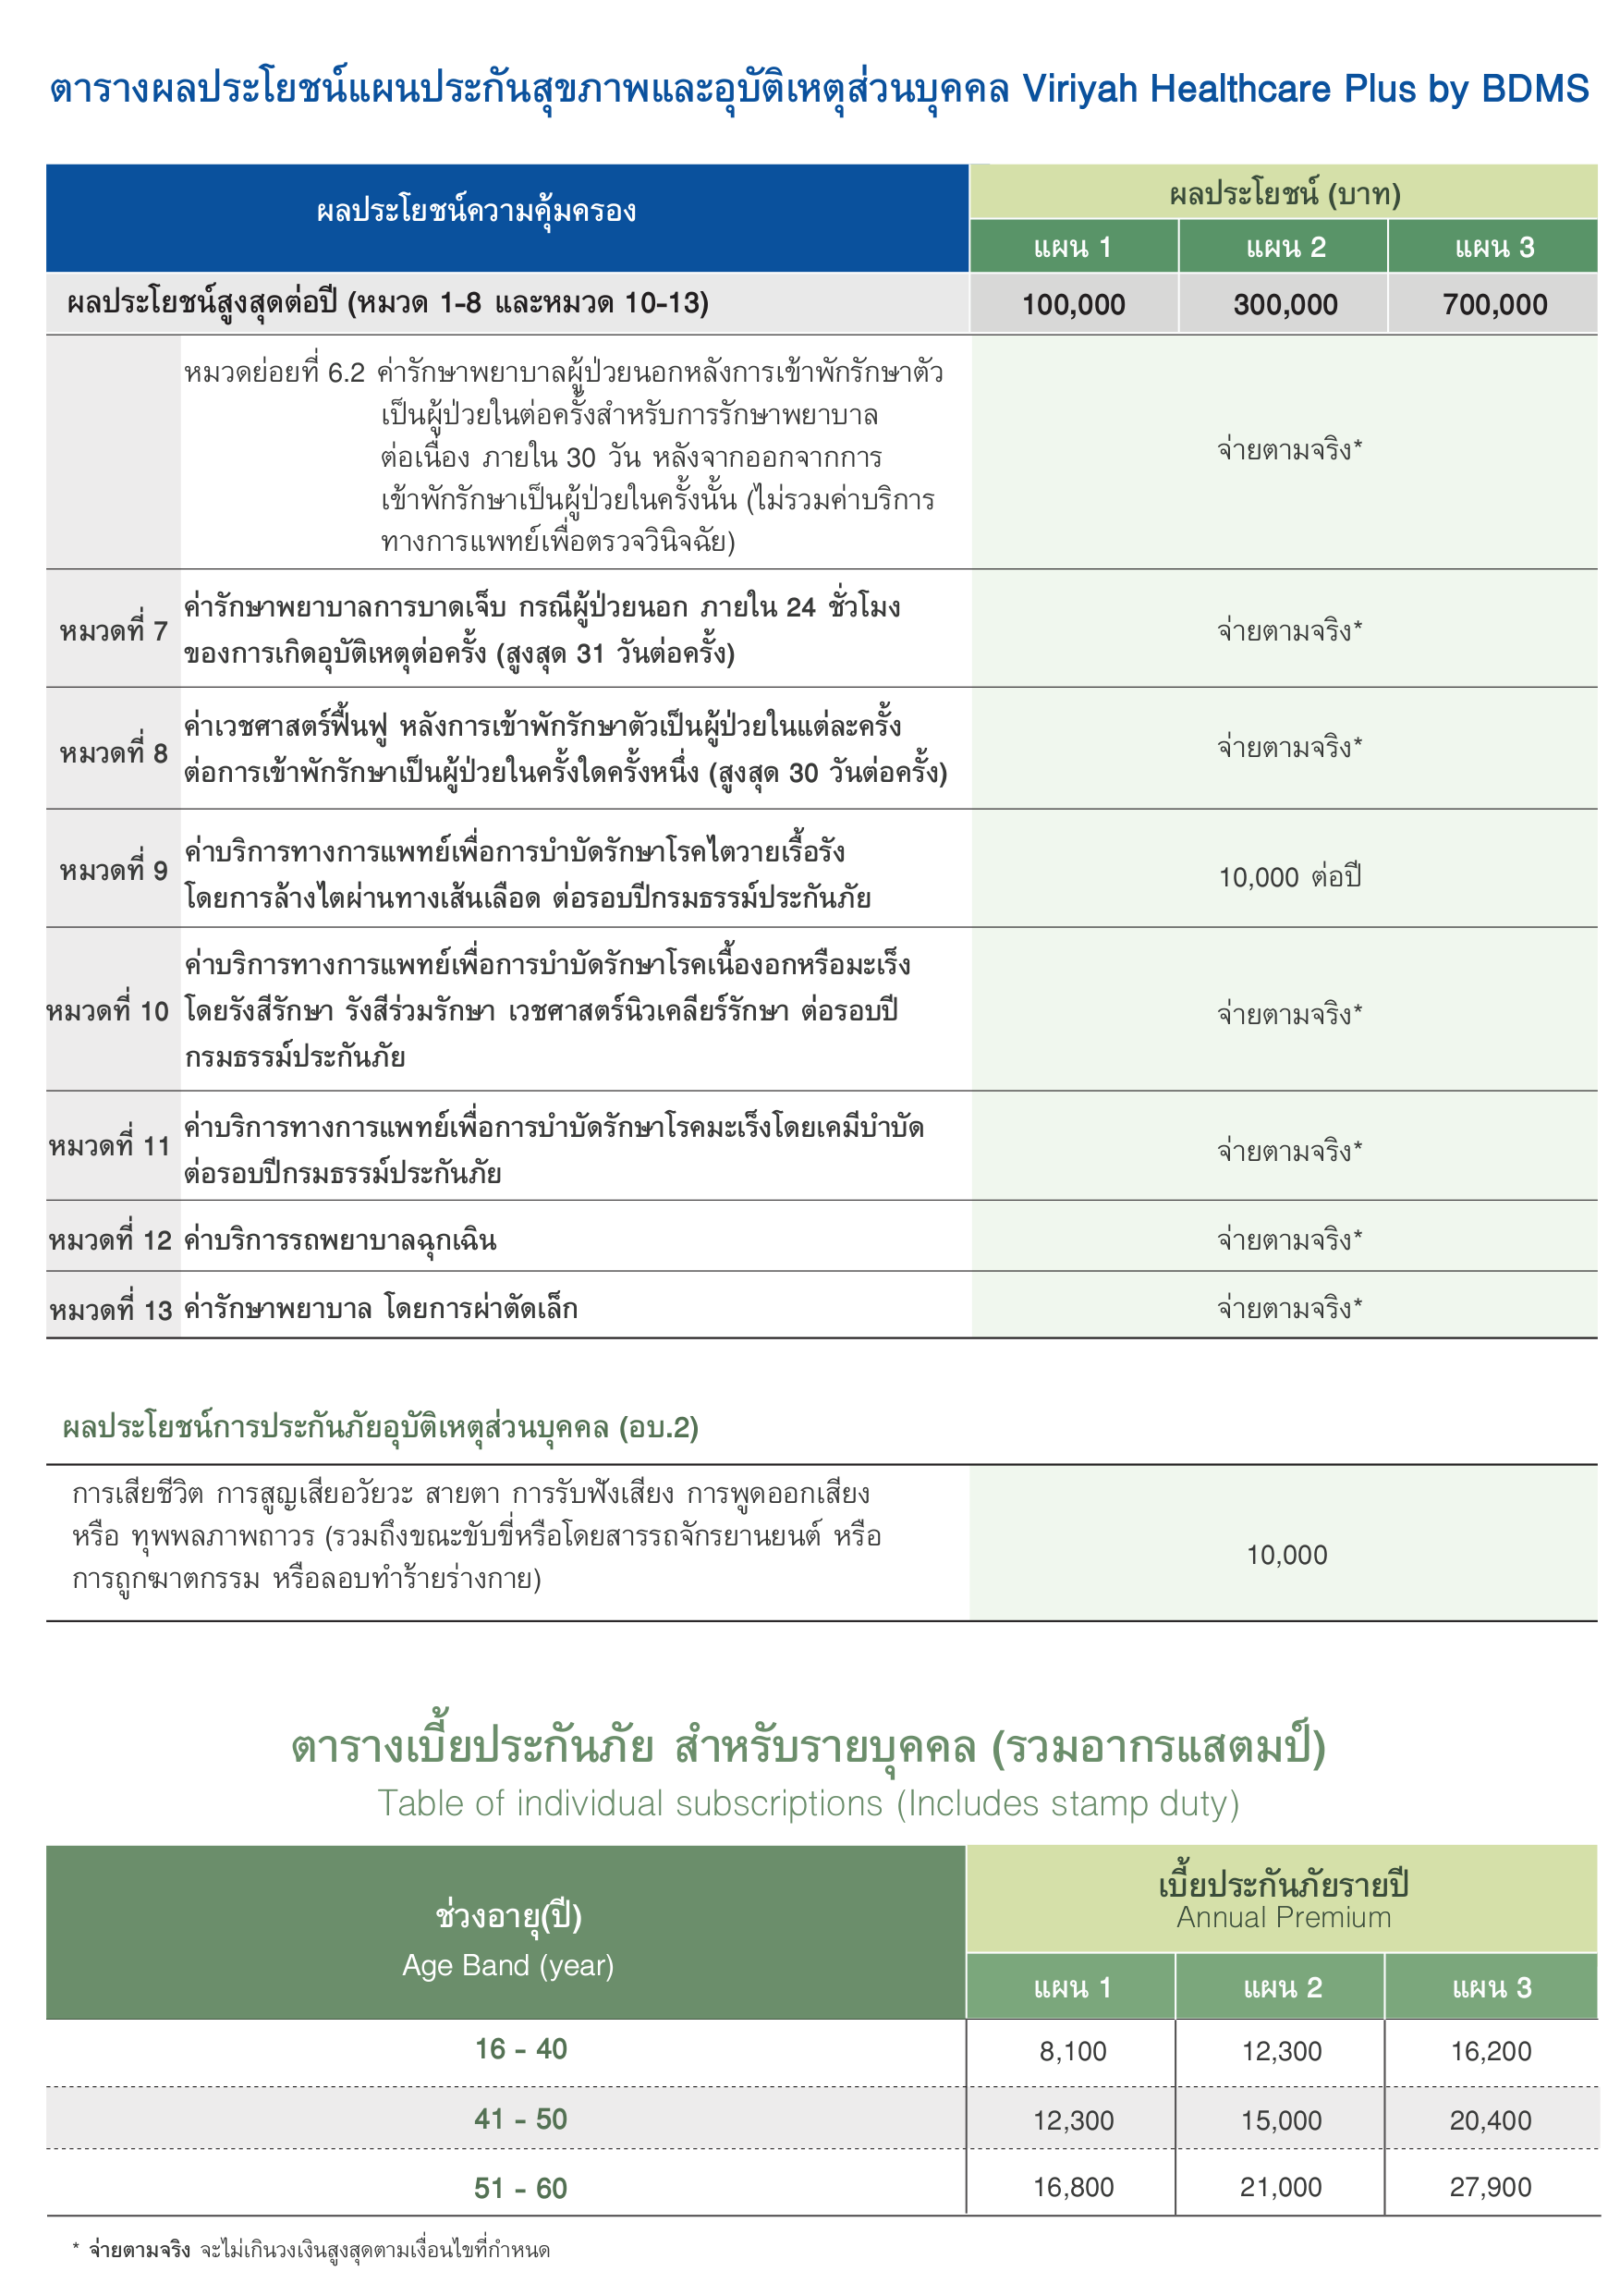 ตารางผลประโยชน์แผนประกันสุขภาพและอุบัติเหตุส่วนบุคคล Viriyah Healthcare Plus by BDMS
ผลประโยชน์ความคุ้มครอง
ผลประโยชน์ (บาท)
แผน 1 แผน 2 แผน 3
ผลประโยชน์สูงสุดต่อปี (หมวด 1-8 และหมวด 10-13) 100,000 300,000 700,000
หมวดย่อยที่ 6.2 ค่ารักษาพยาบาลผู้ป่วยนอกหลังการเข้าพักรักษาตัว
เป็นผู้ป่วยในต่อครั้งสำหรับการรักษาพยาบาล
ต่อเนื่อง ภายใน 30 วัน หลังจากออกจากการ
เข้าพักรักษาเป็นผู้ป่วยในครั้งนั้น (ไม่รวมค่าบริการ
ทางการแพทย์เพื่อตรวจวินิจฉัย)
จ่ายตามจริง*
หมวดที่ 7
ค่ารักษาพยาบาลการบาดเจ็บ กรณีผู้ป่วยนอก ภายใน 24 ชั่วโมง
ของการเกิดอุบัติเหตุต่อครั้ง (สูงสุด 31 วันต่อครั้ง)
จ่ายตามจริง*
หมวดที่ 8
ค่าเวชศาสตร์ฟื้นฟู หลังการเข้าพักรักษาตัวเป็นผู้ป่วยในแต่ละครั้ง
ต่อการเข้าพักรักษาเป็นผู้ป่วยในครั้งใดครั้งหนึ่ง (สูงสุด 30 วันต่อครั้ง)
จ่ายตามจริง*
หมวดที่ 9
ค่าบริการทางการแพทย์เพื่อการบำบัดรักษาโรคไตวายเรื้อรัง
โดยการล้างไตผ่านทางเส้นเลือด ต่อรอบปีกรมธรรม์ประกันภัย
10,000 ต่อปี
หมวดที่ 10
ค่าบริการทางการแพทย์เพื่อการบำบัดรักษาโรคเนื้องอกหรือมะเร็ง
โดยรังสีรักษา รังสีร่วมรักษา เวชศาสตร์นิวเคลียร์รักษา ต่อรอบปี
กรมธรรม์ประกันภัย
จ่ายตามจริง*
หมวดที่ 11
ค่าบริการทางการแพทย์เพื่อการบำบัดรักษาโรคมะเร็งโดยเคมีบำบัด
ต่อรอบปีกรมธรรม์ประกันภัย
จ่ายตามจริง*
หมวดที่ 12 ค่าบริการรถพยาบาลฉุกเฉิน จ่ายตามจริง*
หมวดที่ 13 ค่ารักษาพยาบาล โดยการผ่าตัดเล็ก จ่ายตามจริง*
ผลประโยชน์การประกันภัยอุบัติเหตุส่วนบุคคล (อบ.2)
การเสียชีวิต การสูญเสียอวัยวะ สายตา การรับฟังเสียง การพูดออกเสียง
หรือ ทุพพลภาพถาวร (รวมถึงขณะขับขี่หรือโดยสารรถจักรยานยนต์ หรือ
การถูกฆาตกรรม หรือลอบทำร้ายร่างกาย)
10,000
ตารางเบี้ยประกันภัย สำหรับรายบุคคล (รวมอากรแสตมป์)
Table of individual subscriptions (Includes stamp duty)
ช่วงอายุ(ปี)
Age Band (year)
เบี้ยประกันภัยรายปี
Annual Premium
แผน 1 แผน 2 แผน 3
16 - 40 8,100 12,300 16,200
41 - 50 12,300 15,000 20,400
51 - 60 16,800 21,000 27,900
* จ่ายตามจริง จะไม่เกินวงเงินสูงสุดตามเงื่อนไขที่กำหนด